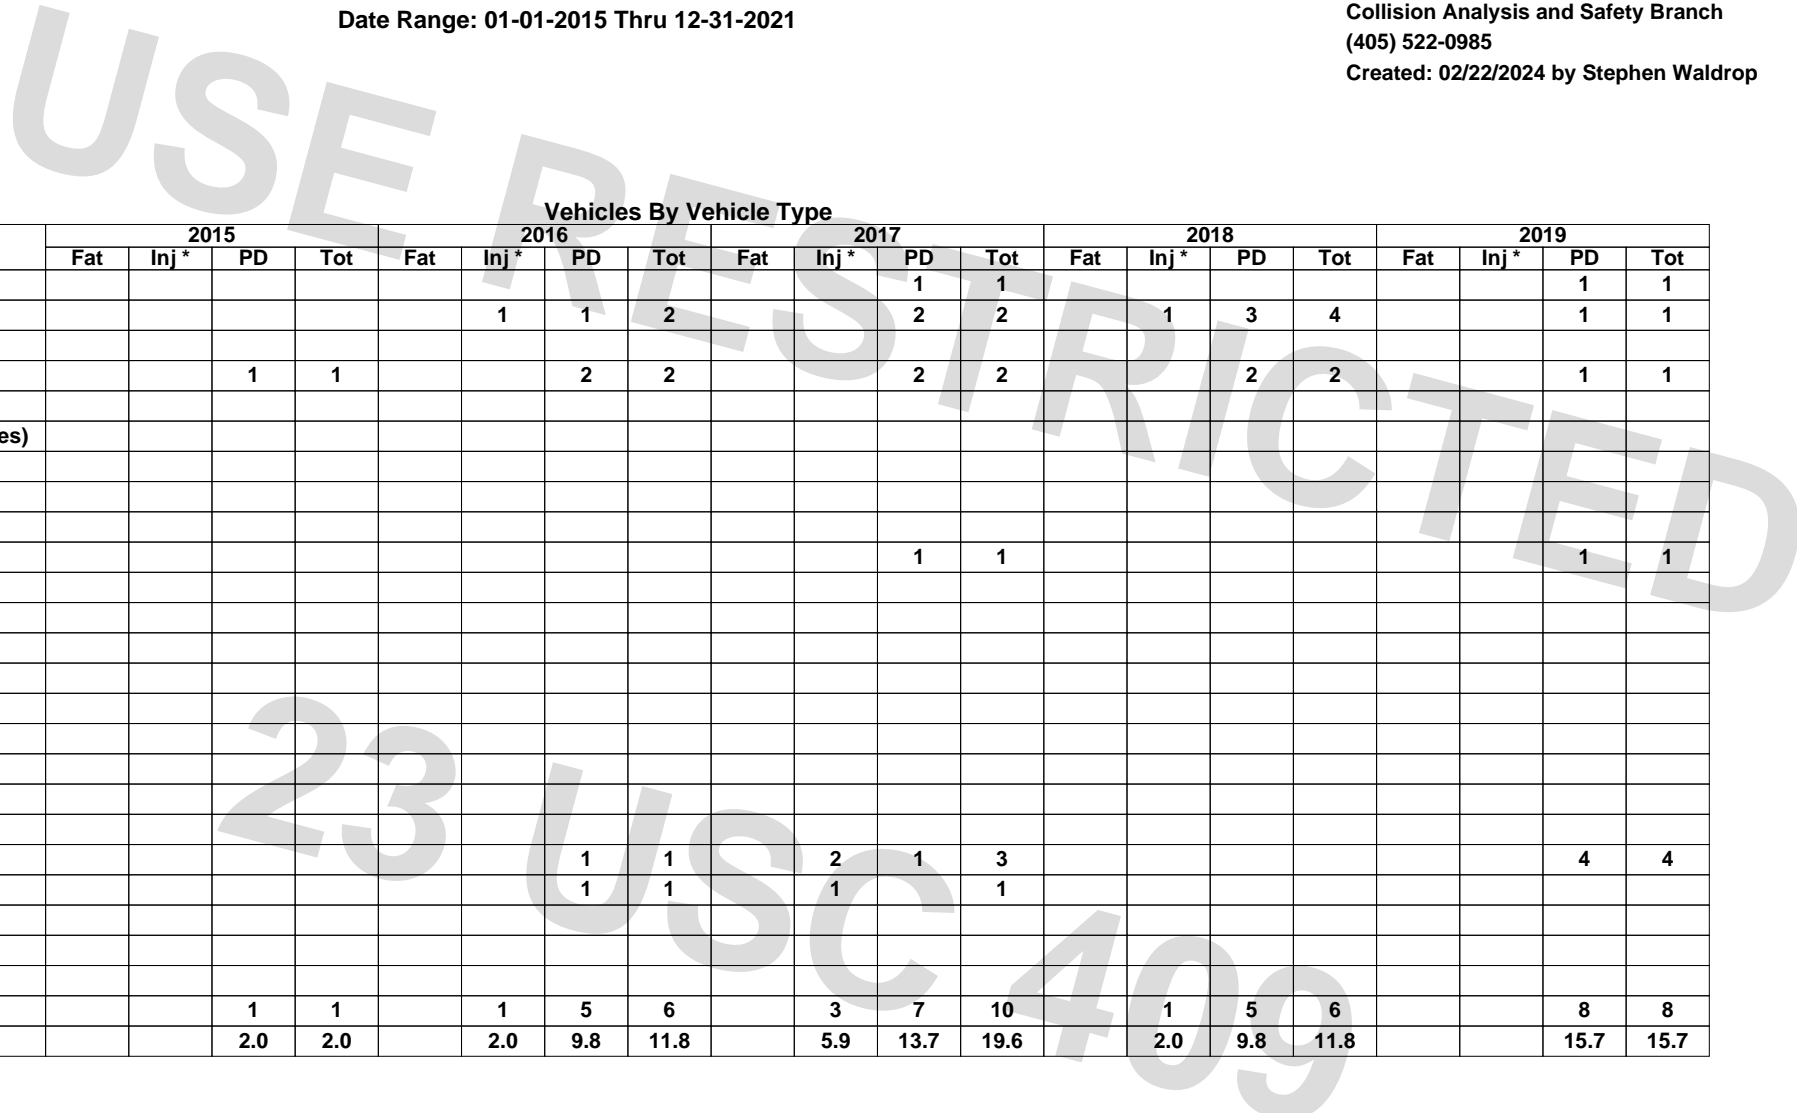 Date Range: 01-01-2015 Thru 12-31-2021
Collision Analysis and Safety Branch
(405) 522-0985
Created: 02/22/2024 by Stephen Waldrop
USE RESTRICTED
Vehicles By Vehicle Type
2015 2016 2017 2018 2019
Fat Inj * PD Tot Fat Inj * PD Tot Fat Inj * PD Tot Fat Inj * PD Tot Fat Inj * PD Tot
1 1 1 1
1 1 2 2 2 1 3 4 1 1
1 1 2 2 2 2 2 2 1 1
es)
1 1 1 1
1 1 2 1 3 4 4
1 1 1 1
1 1 1 5 6 3 7 10 1 5 6 8 8
2.0 2.0 2.0 9.8 11.8 5.9 13.7 19.6 2.0 9.8 11.8 15.7 15.7
23 USC 409